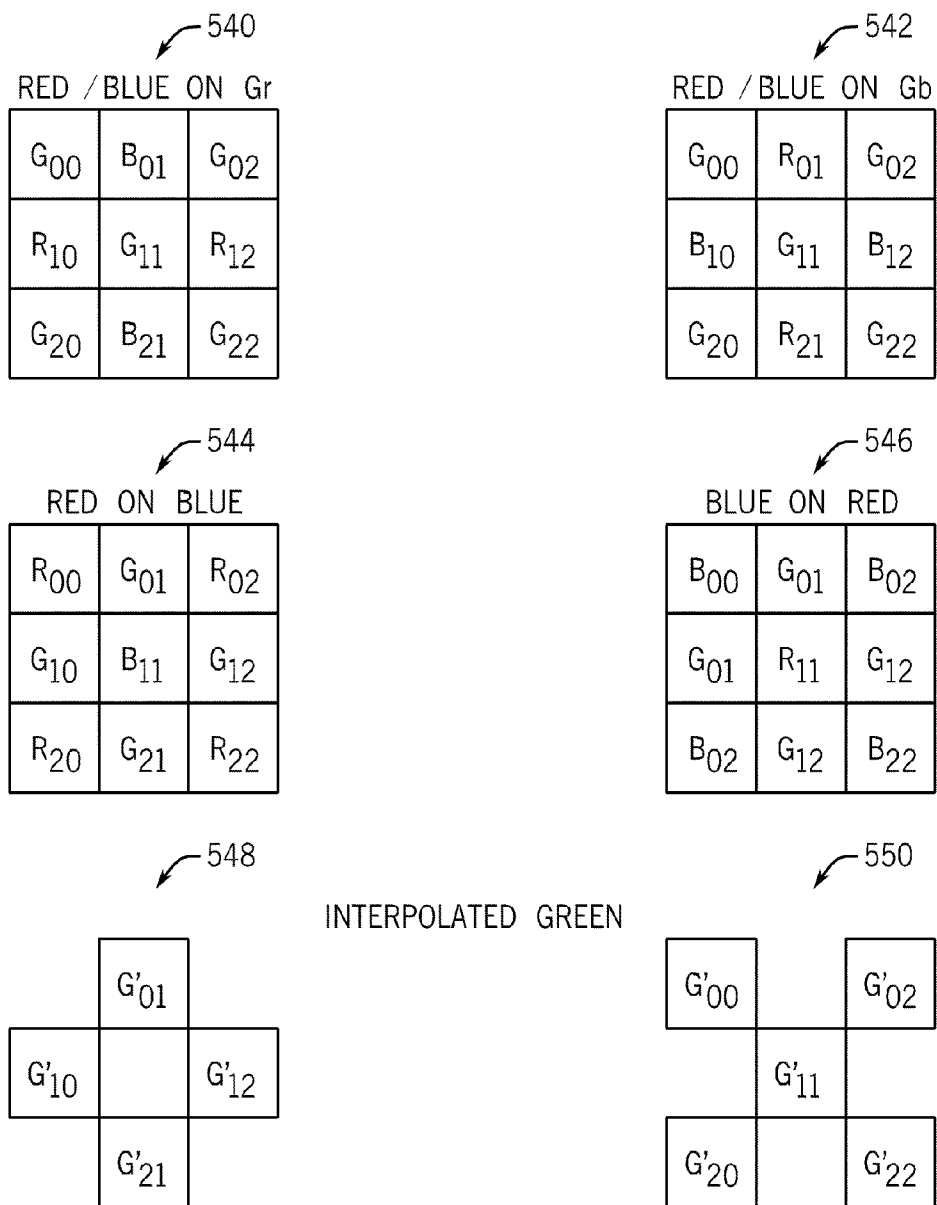 540
542
RED / BLUE ON Gr
RED / BLUE ON Gb
G00 B01 G02
G00 R01 G02
R10 G11 R12
B10 G11 B12
G20 B21 G22
G20 R21 G22
544
546
RED ON BLUE
BLUE ON RED
R00 G01 R02
B00 G01 B02
G10 B11 G12
G01 R11 G12
R20 G21 R22
B02 G12 B22
548
550
INTERPOLATED GREEN
G'01
G'00 G'02
G'10 G'12
G'11
G'21
G'20 G'22